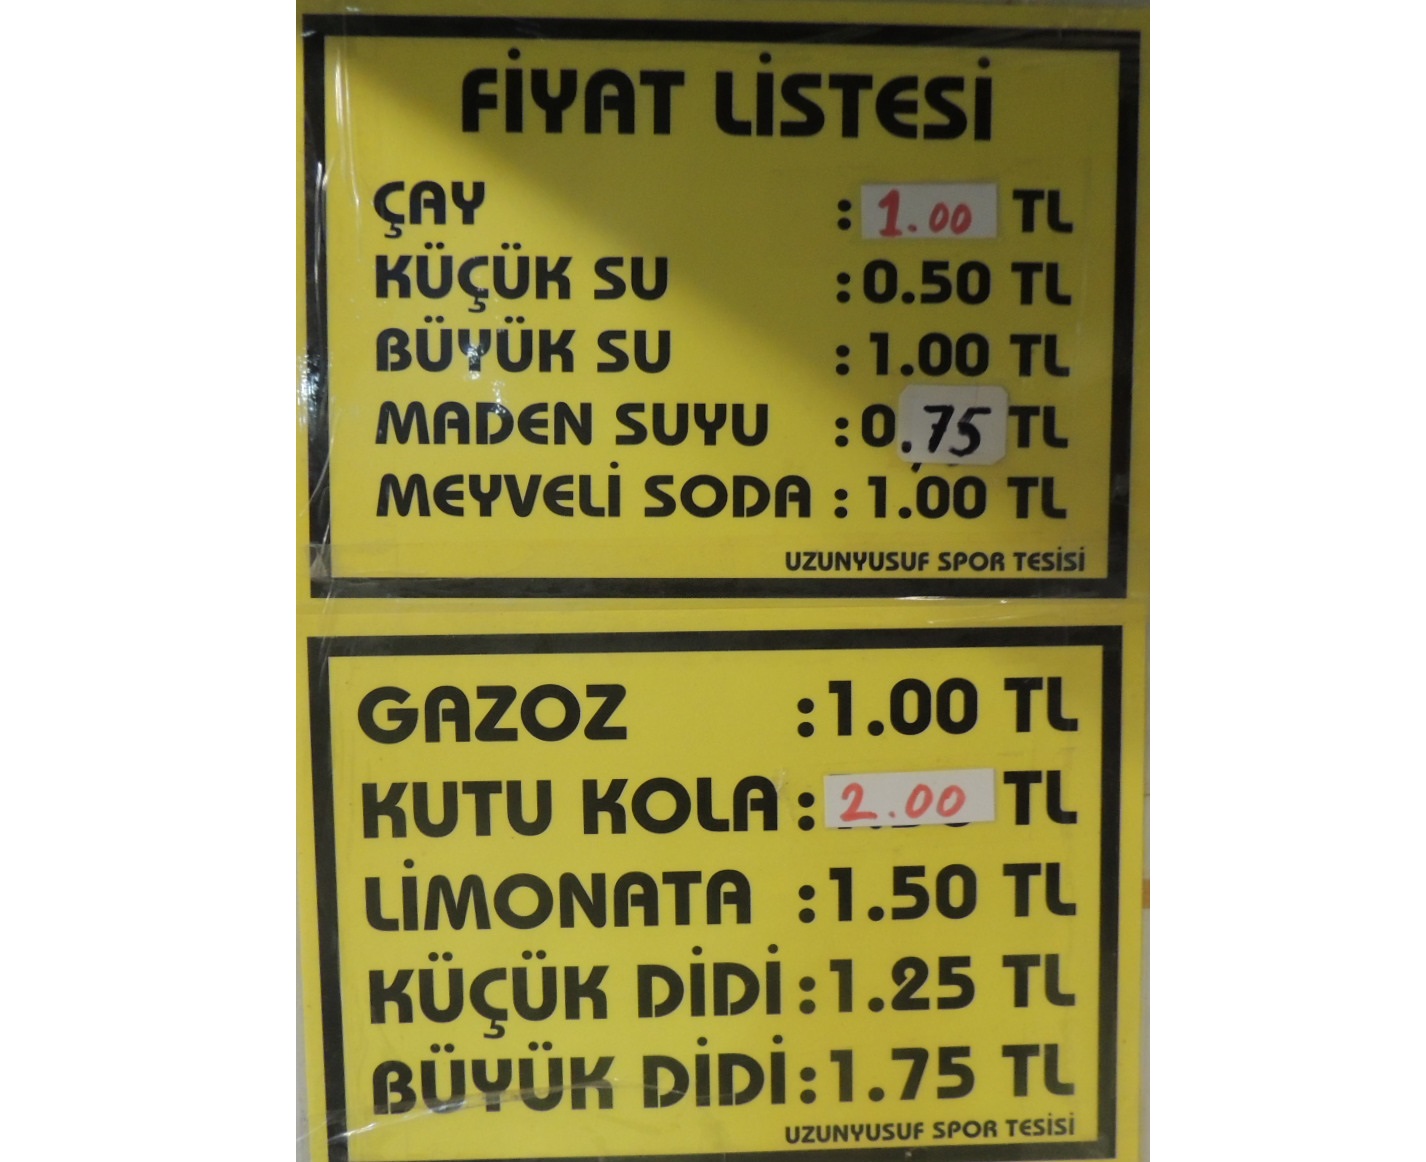 FİYAT LİSTESİ
ÇAY : 1.00 TL
KÜÇÜK SU : 0.50 TL
BÜYÜK SU : 1.00 TL
MADEN SUYU : 0.75 TL
MEYVELİ SODA : 1.00 TL
UZUNYUSUF SPOR TESİSİ
GAZOZ : 1.00 TL
KUTU KOLA : 2.00 TL
LİMONATA : 1.50 TL
KÜÇÜK DİDİ : 1.25 TL
BÜYÜK DİDİ : 1.75 TL
UZUNYUSUF SPOR TESİSİ